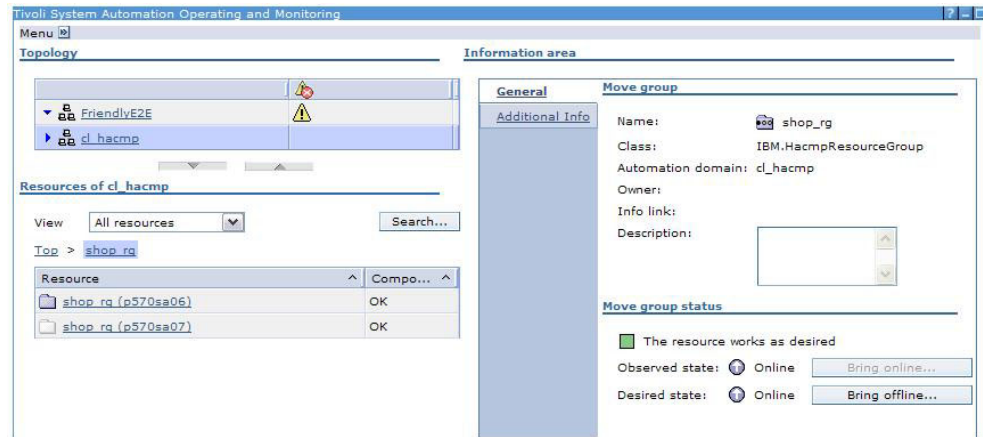 Tivoli System Automation Operating and Monitoring
Menu
Topology
FriendlyE2E
cl_hacmp
Resources of cl_hacmp
View All resources Search...
Top > shop_rg
Resource Compo...
shop_rg (p570sa06) OK
shop_rg (p570sa07) OK
Information area
General
Additional Info
Move group
Name: shop_rg
Class: IBM.HacmpResourceGroup
Automation domain: cl_hacmp
Owner:
Info link:
Description:
Move group status
The resource works as desired
Observed state: Online Bring online...
Desired state: Online Bring offline...